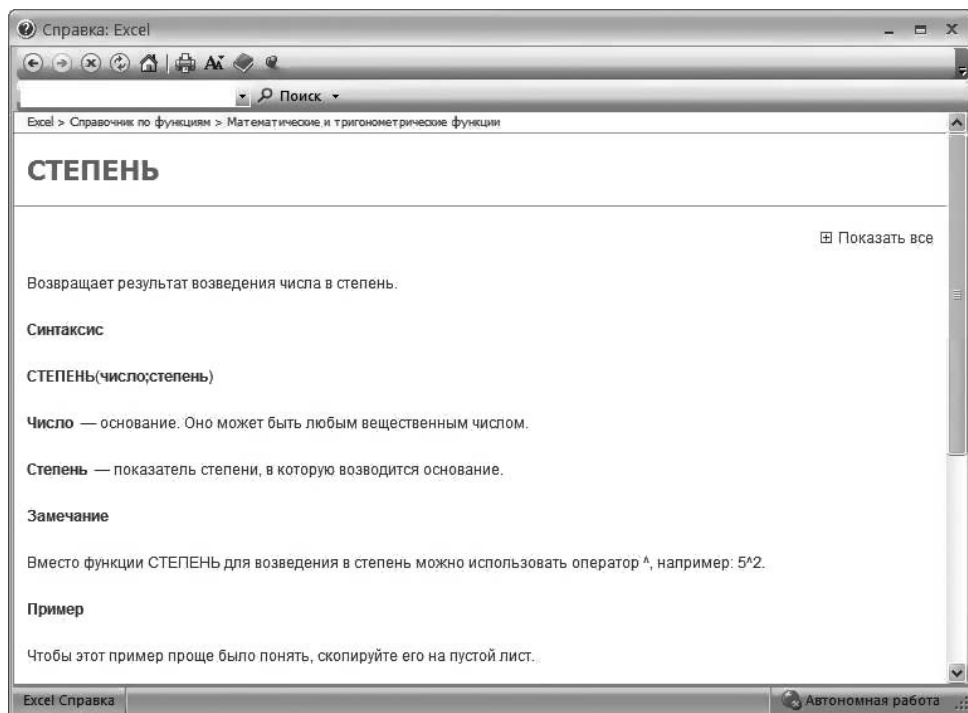 Справка: Excel
Поиск
Excel > Справочник по функциям > Математические и тригонометрические функции
СТЕПЕНЬ
Показать все
Возвращает результат возведения числа в степень.
Синтаксис
СТЕПЕНЬ(число;степень)
Число — основание. Оно может быть любым вещественным числом.
Степень — показатель степени, в которую возводится основание.
Замечание
Вместо функции СТЕПЕНЬ для возведения в степень можно использовать оператор ^, например: 5^2.
Пример
Чтобы этот пример проще было понять, скопируйте его на пустой лист.
Excel Справка
Автономная работа